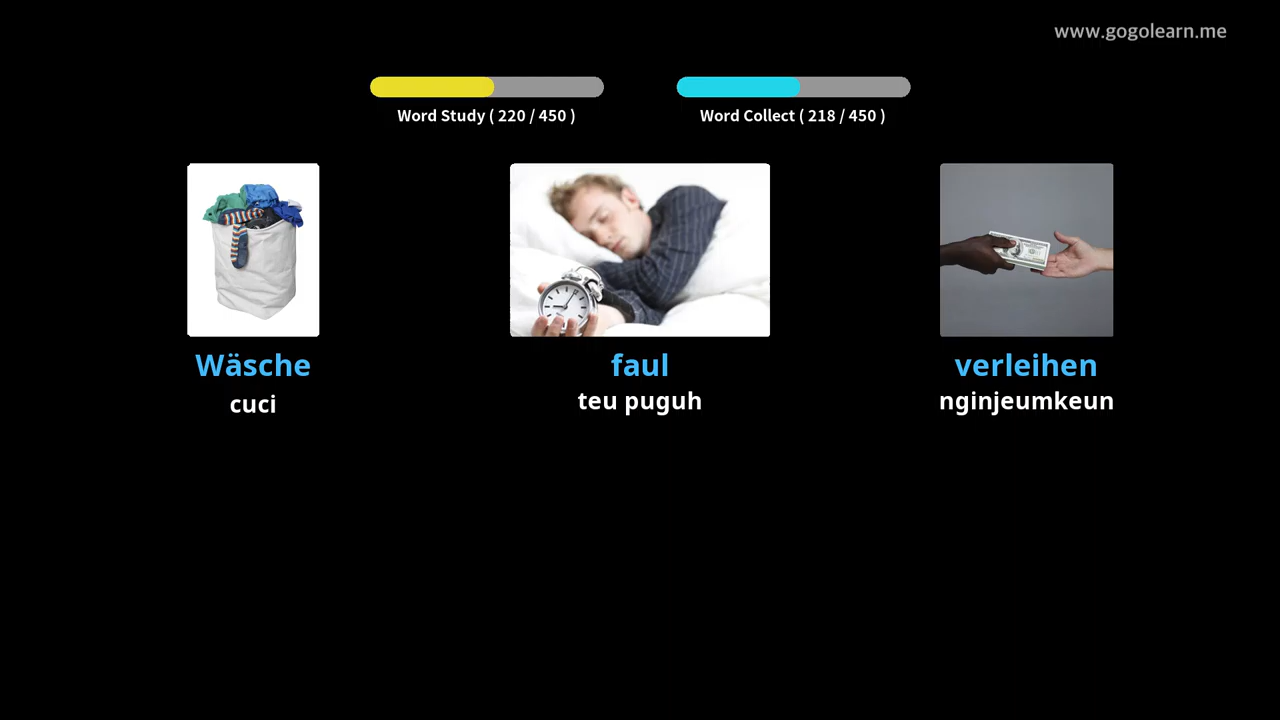 www.gogolearn.me
Word Study ( 220 / 450 )
Word Collect ( 218 / 450 )
Wäsche
cuci
faul
teu puguh
verleihen
nginjeumkeun